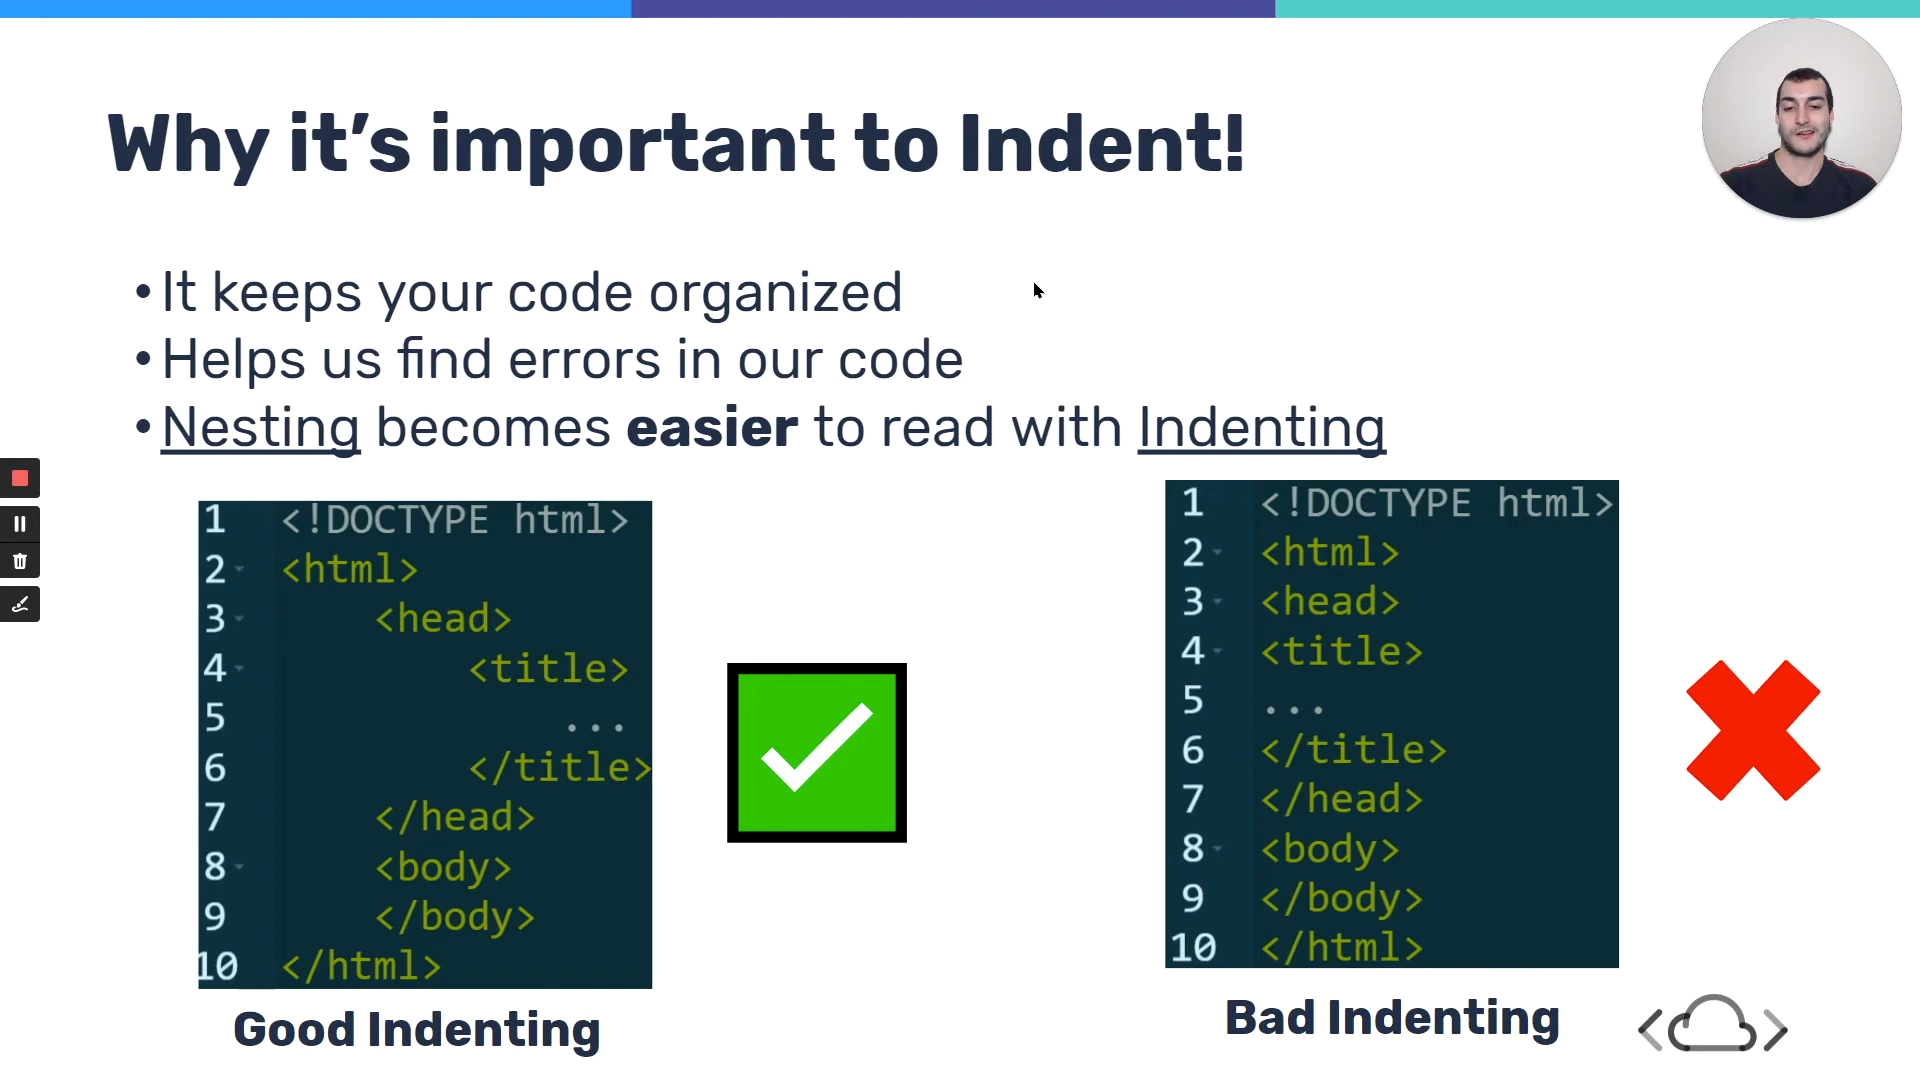 Why it’s important to Indent!
• It keeps your code organized
• Helps us find errors in our code
• Nesting becomes easier to read with Indenting
1 <!DOCTYPE html>
2 <html>
3 <head>
4 <title>
5 ...
6 </title>
7 </head>
8 <body>
9 </body>
10 </html>
Good Indenting
1 <!DOCTYPE html>
2 <html>
3 <head>
4 <title>
5 ...
6 </title>
7 </head>
8 <body>
9 </body>
10 </html>
Bad Indenting